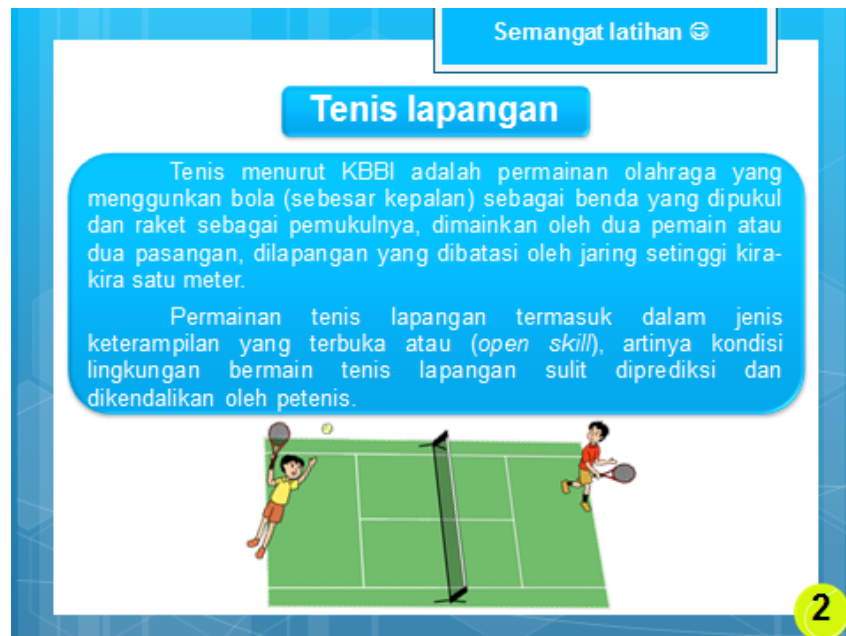 Semangat latihan 😊
Tenis lapangan
Tenis menurut KBBI adalah permainan olahraga yang
menggunkan bola (sebesar kepalan) sebagai benda yang dipukul
dan raket sebagai pemukulnya, dimainkan oleh dua pemain atau
dua pasangan, dilapangan yang dibatasi oleh jaring setinggi kira-
kira satu meter.
Permainan tenis lapangan termasuk dalam jenis
keterampilan yang terbuka atau (open skill), artinya kondisi
lingkungan bermain tenis lapangan sulit diprediksi dan
dikendalikan oleh petenis.
2